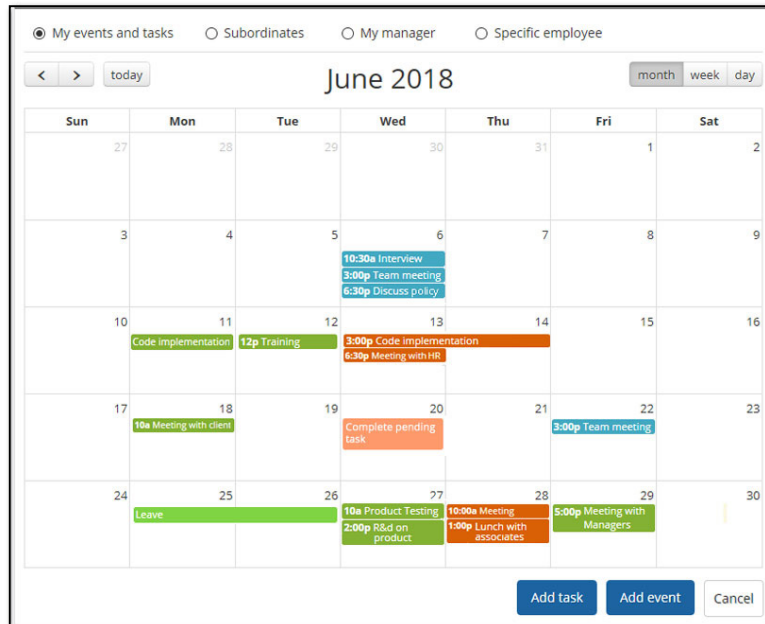 My events and tasks Subordinates My manager Specific employee
< > today June 2018 month week day
Sun Mon Tue Wed Thu Fri Sat
27 28 29 30 31 1 2
3 4 5 6 7 8 9
10:30a Interview
3:00p Team meeting
6:30p Discuss policy
10 11 12 13 14 15 16
Code implementation 12p Training 3:00p Code implementation
6:30p Meeting with HR
17 18 19 20 21 22 23
10a Meeting with client Complete pending 3:00p Team meeting
task
24 25 26 27 28 29 30
Leave 10a Product Testing 10:00a Meeting 5:00p Meeting with
Managers
2:00p R&d on 1:00p Lunch with
product associates
Add task Add event Cancel